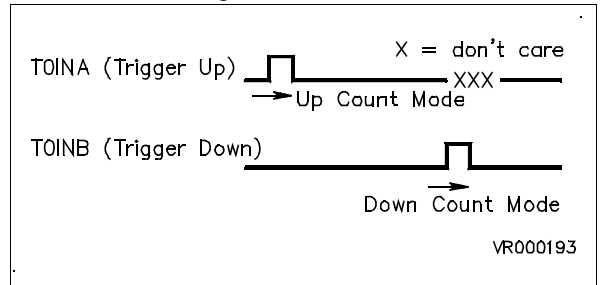 X = don't care
T0INA (Trigger Up)
XXX
Up Count Mode
T0INB (Trigger Down)
Down Count Mode
VR000193